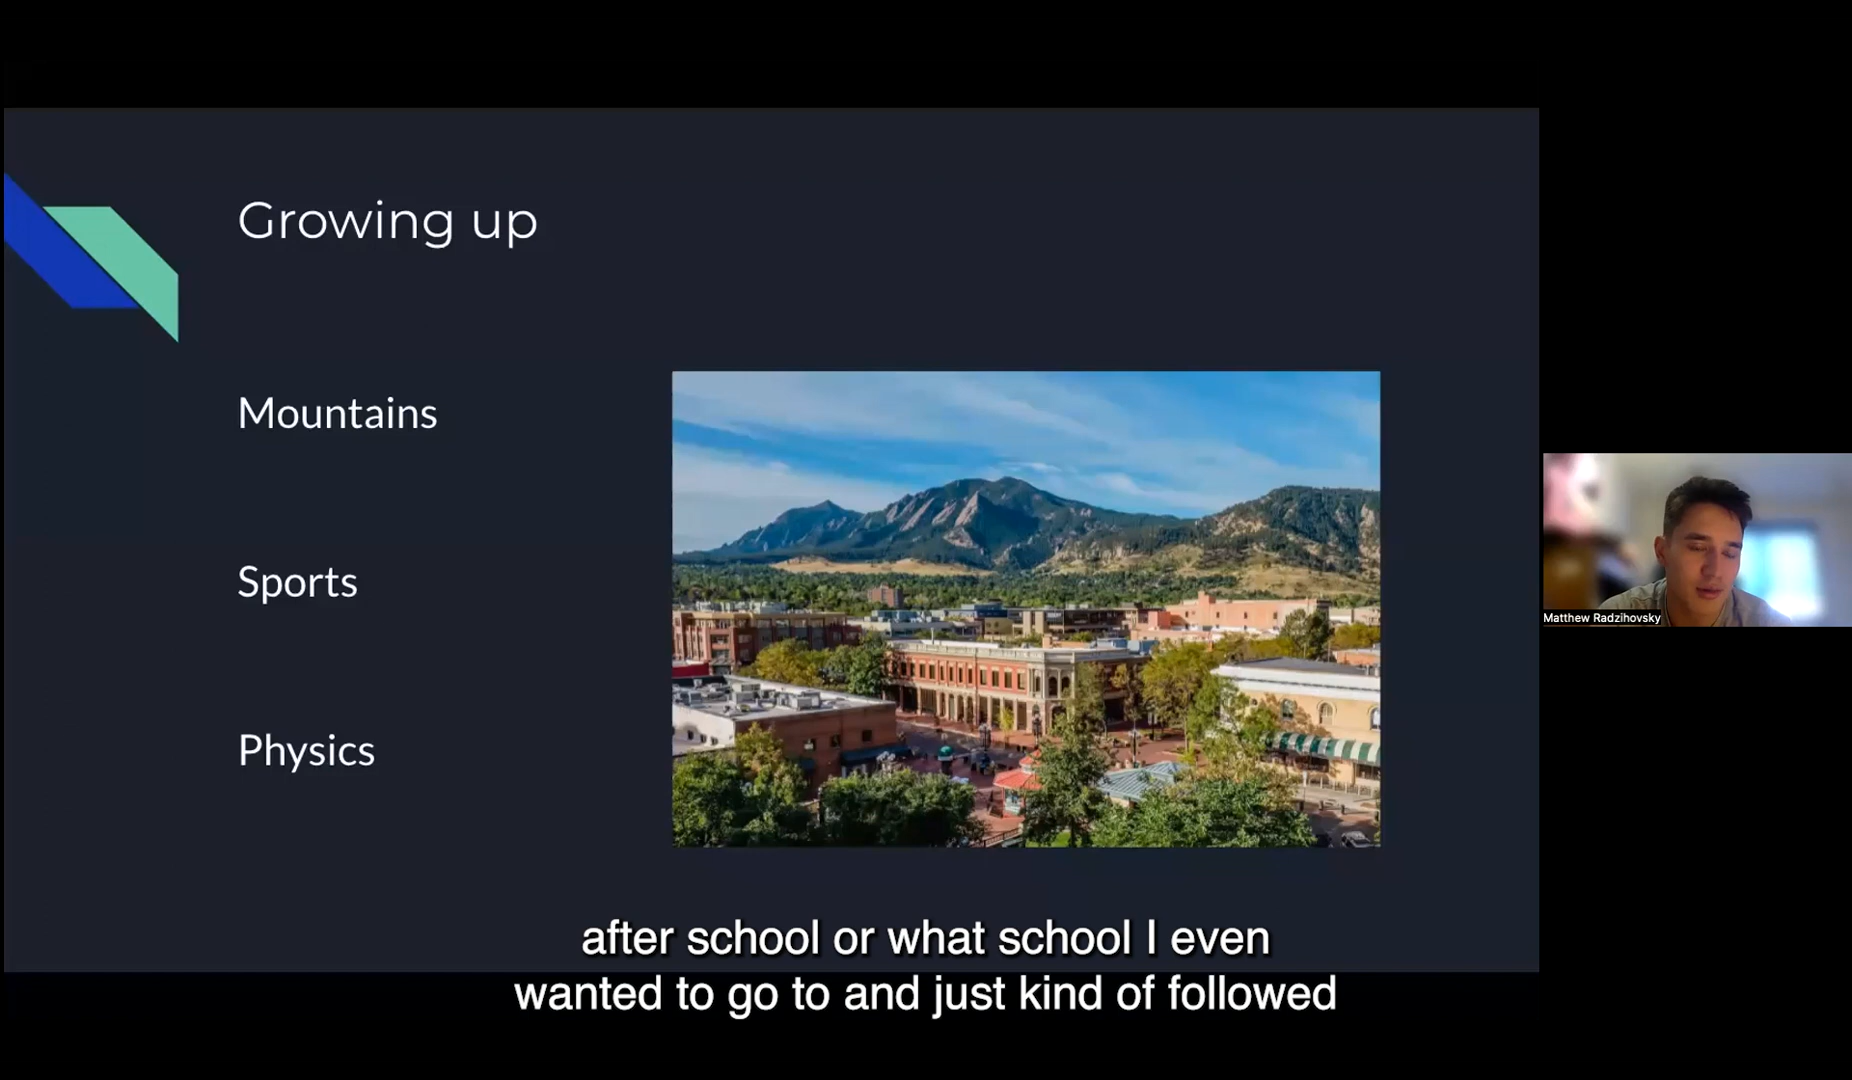 Growing up
Mountains
Sports
Physics
Matthew Radzihovsky
after school or what school I even
wanted to go to and just kind of followed